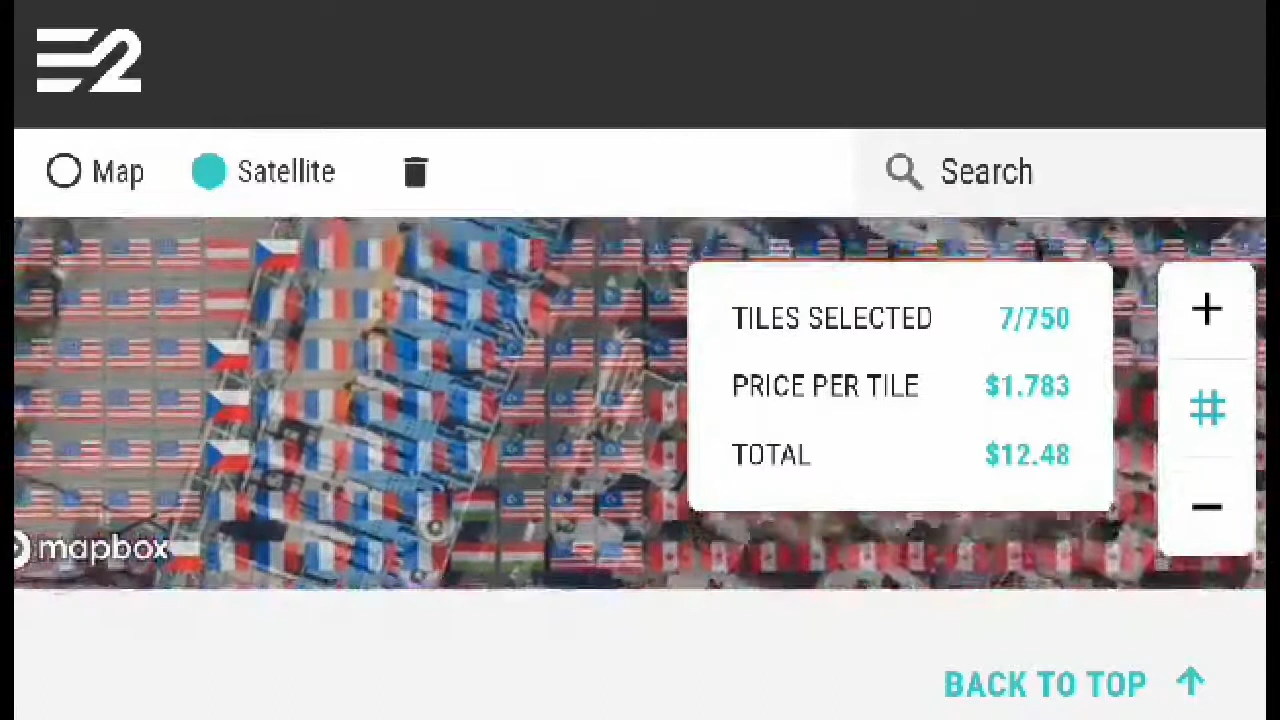 E2
Map Satellite Search
TILES SELECTED 7/750
PRICE PER TILE $1.783
TOTAL $12.48
mapbox
BACK TO TOP